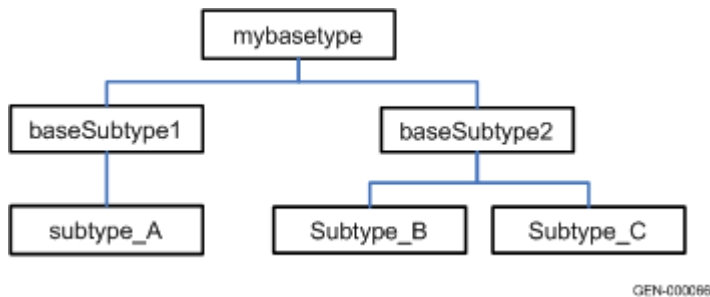 mybasetype
baseSubtype1
baseSubtype2
subtype_A
Subtype_B
Subtype_C
GEN-000066